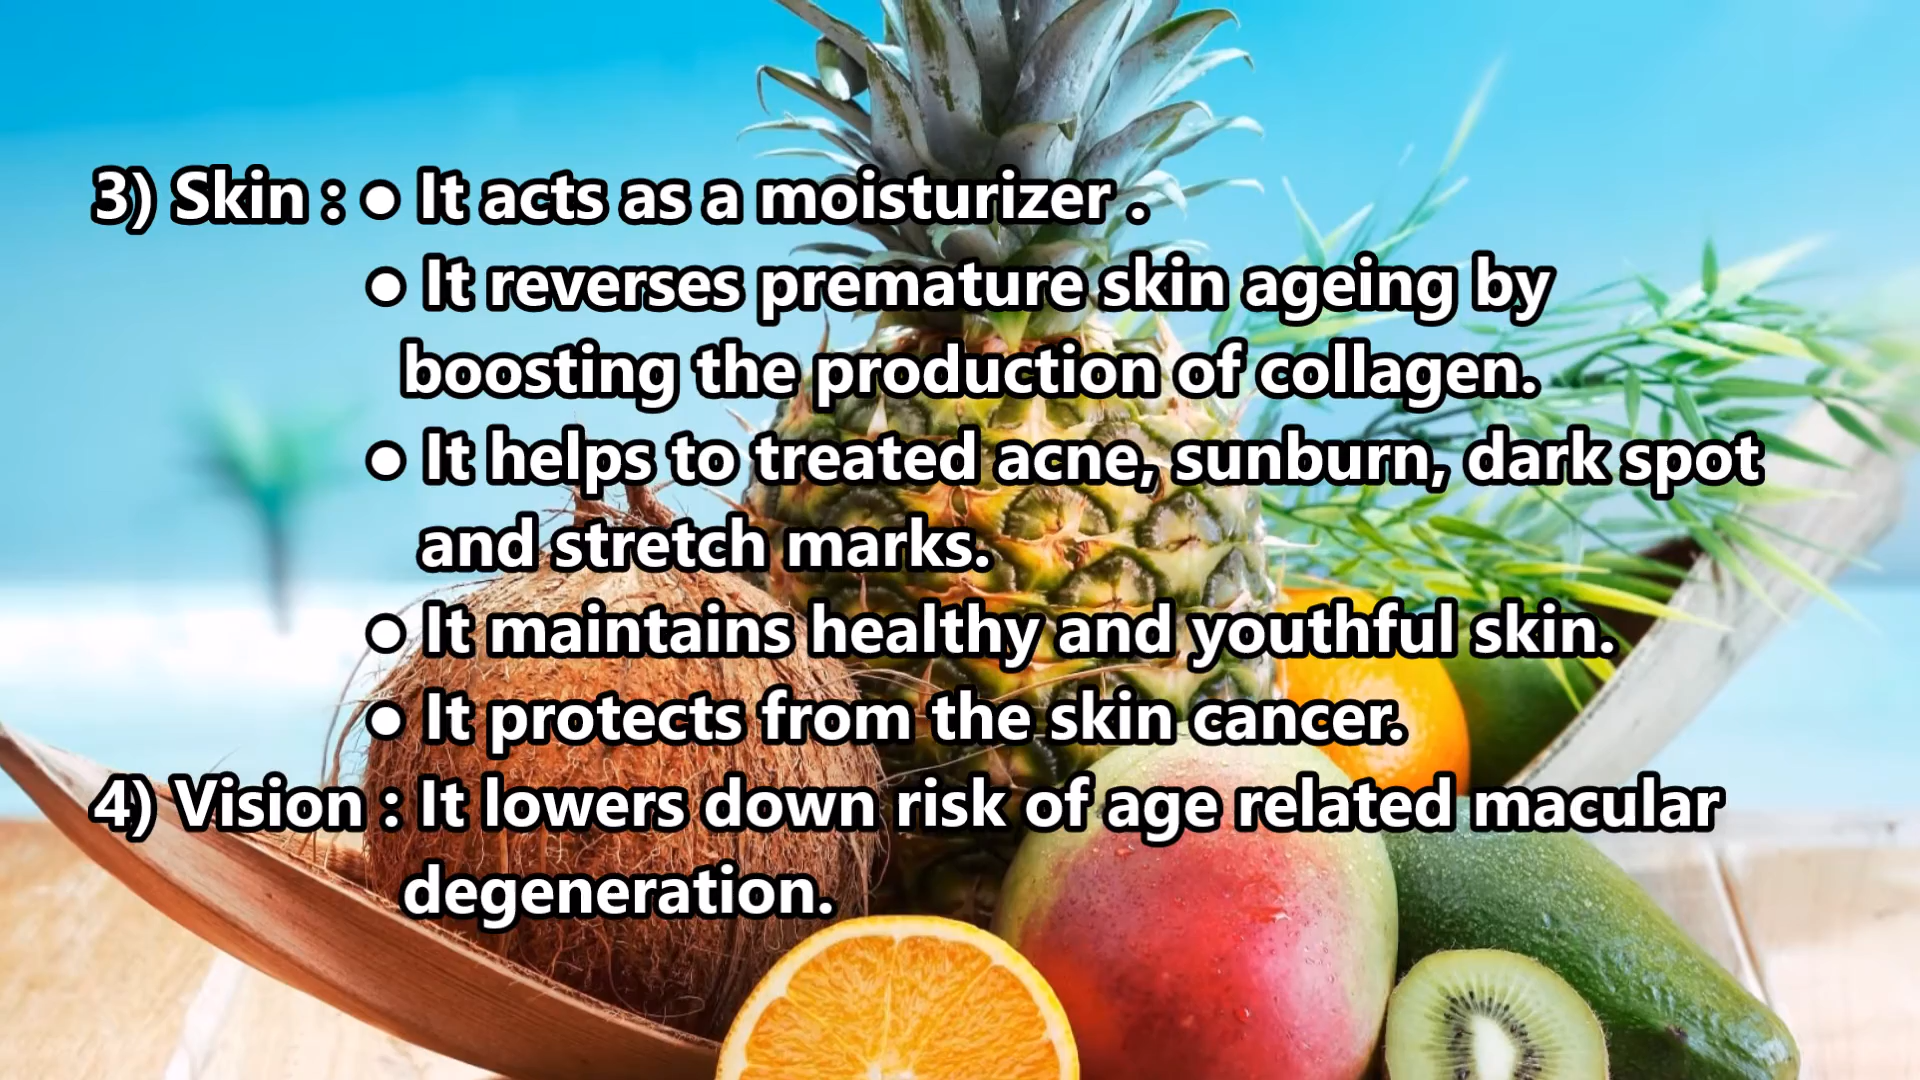 3) Skin : ● It acts as a moisturizer .
● It reverses premature skin ageing by
boosting the production of collagen.
● It helps to treated acne, sunburn, dark spot
and stretch marks.
● It maintains healthy and youthful skin.
● It protects from the skin cancer.
4) Vision : It lowers down risk of age related macular
degeneration.